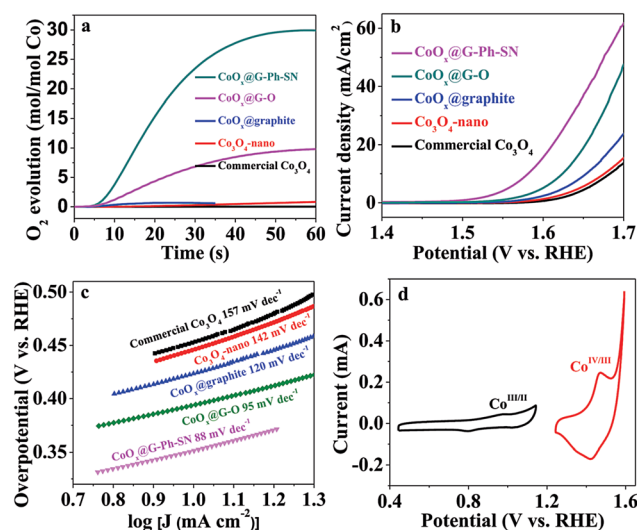 a
O₂ evolution (mol/mol Co)
30
25
20
15
10
5
0
CoOₓ@G-Ph-SN
CoOₓ@G-O
CoOₓ@graphite
Co₃O₄-nano
Commercial Co₃O₄
0 10 20 30 40 50 60
Time (s)
b
Current density (mA/cm²)
60
40
20
0
CoOₓ@G-Ph-SN
CoOₓ@G-O
CoOₓ@graphite
Co₃O₄-nano
Commercial Co₃O₄
1.4 1.5 1.6 1.7
Potential (V vs. RHE)
c
Overpotential (V vs. RHE)
0.50
0.45
0.40
0.35
Commercial Co₃O₄ 157 mV dec⁻¹
Co₃O₄-nano 142 mV dec⁻¹
CoOₓ@graphite 120 mV dec⁻¹
CoOₓ@G-O 95 mV dec⁻¹
CoOₓ@G-Ph-SN 88 mV dec⁻¹
0.7 0.8 0.9 1.0 1.1 1.2 1.3
log [J (mA cm⁻²)]
d
Current (mA)
0.6
0.4
0.2
0.0
-0.2
Co^III/II
Co^IV/III
0.4 0.8 1.2 1.6
Potential (V vs. RHE)